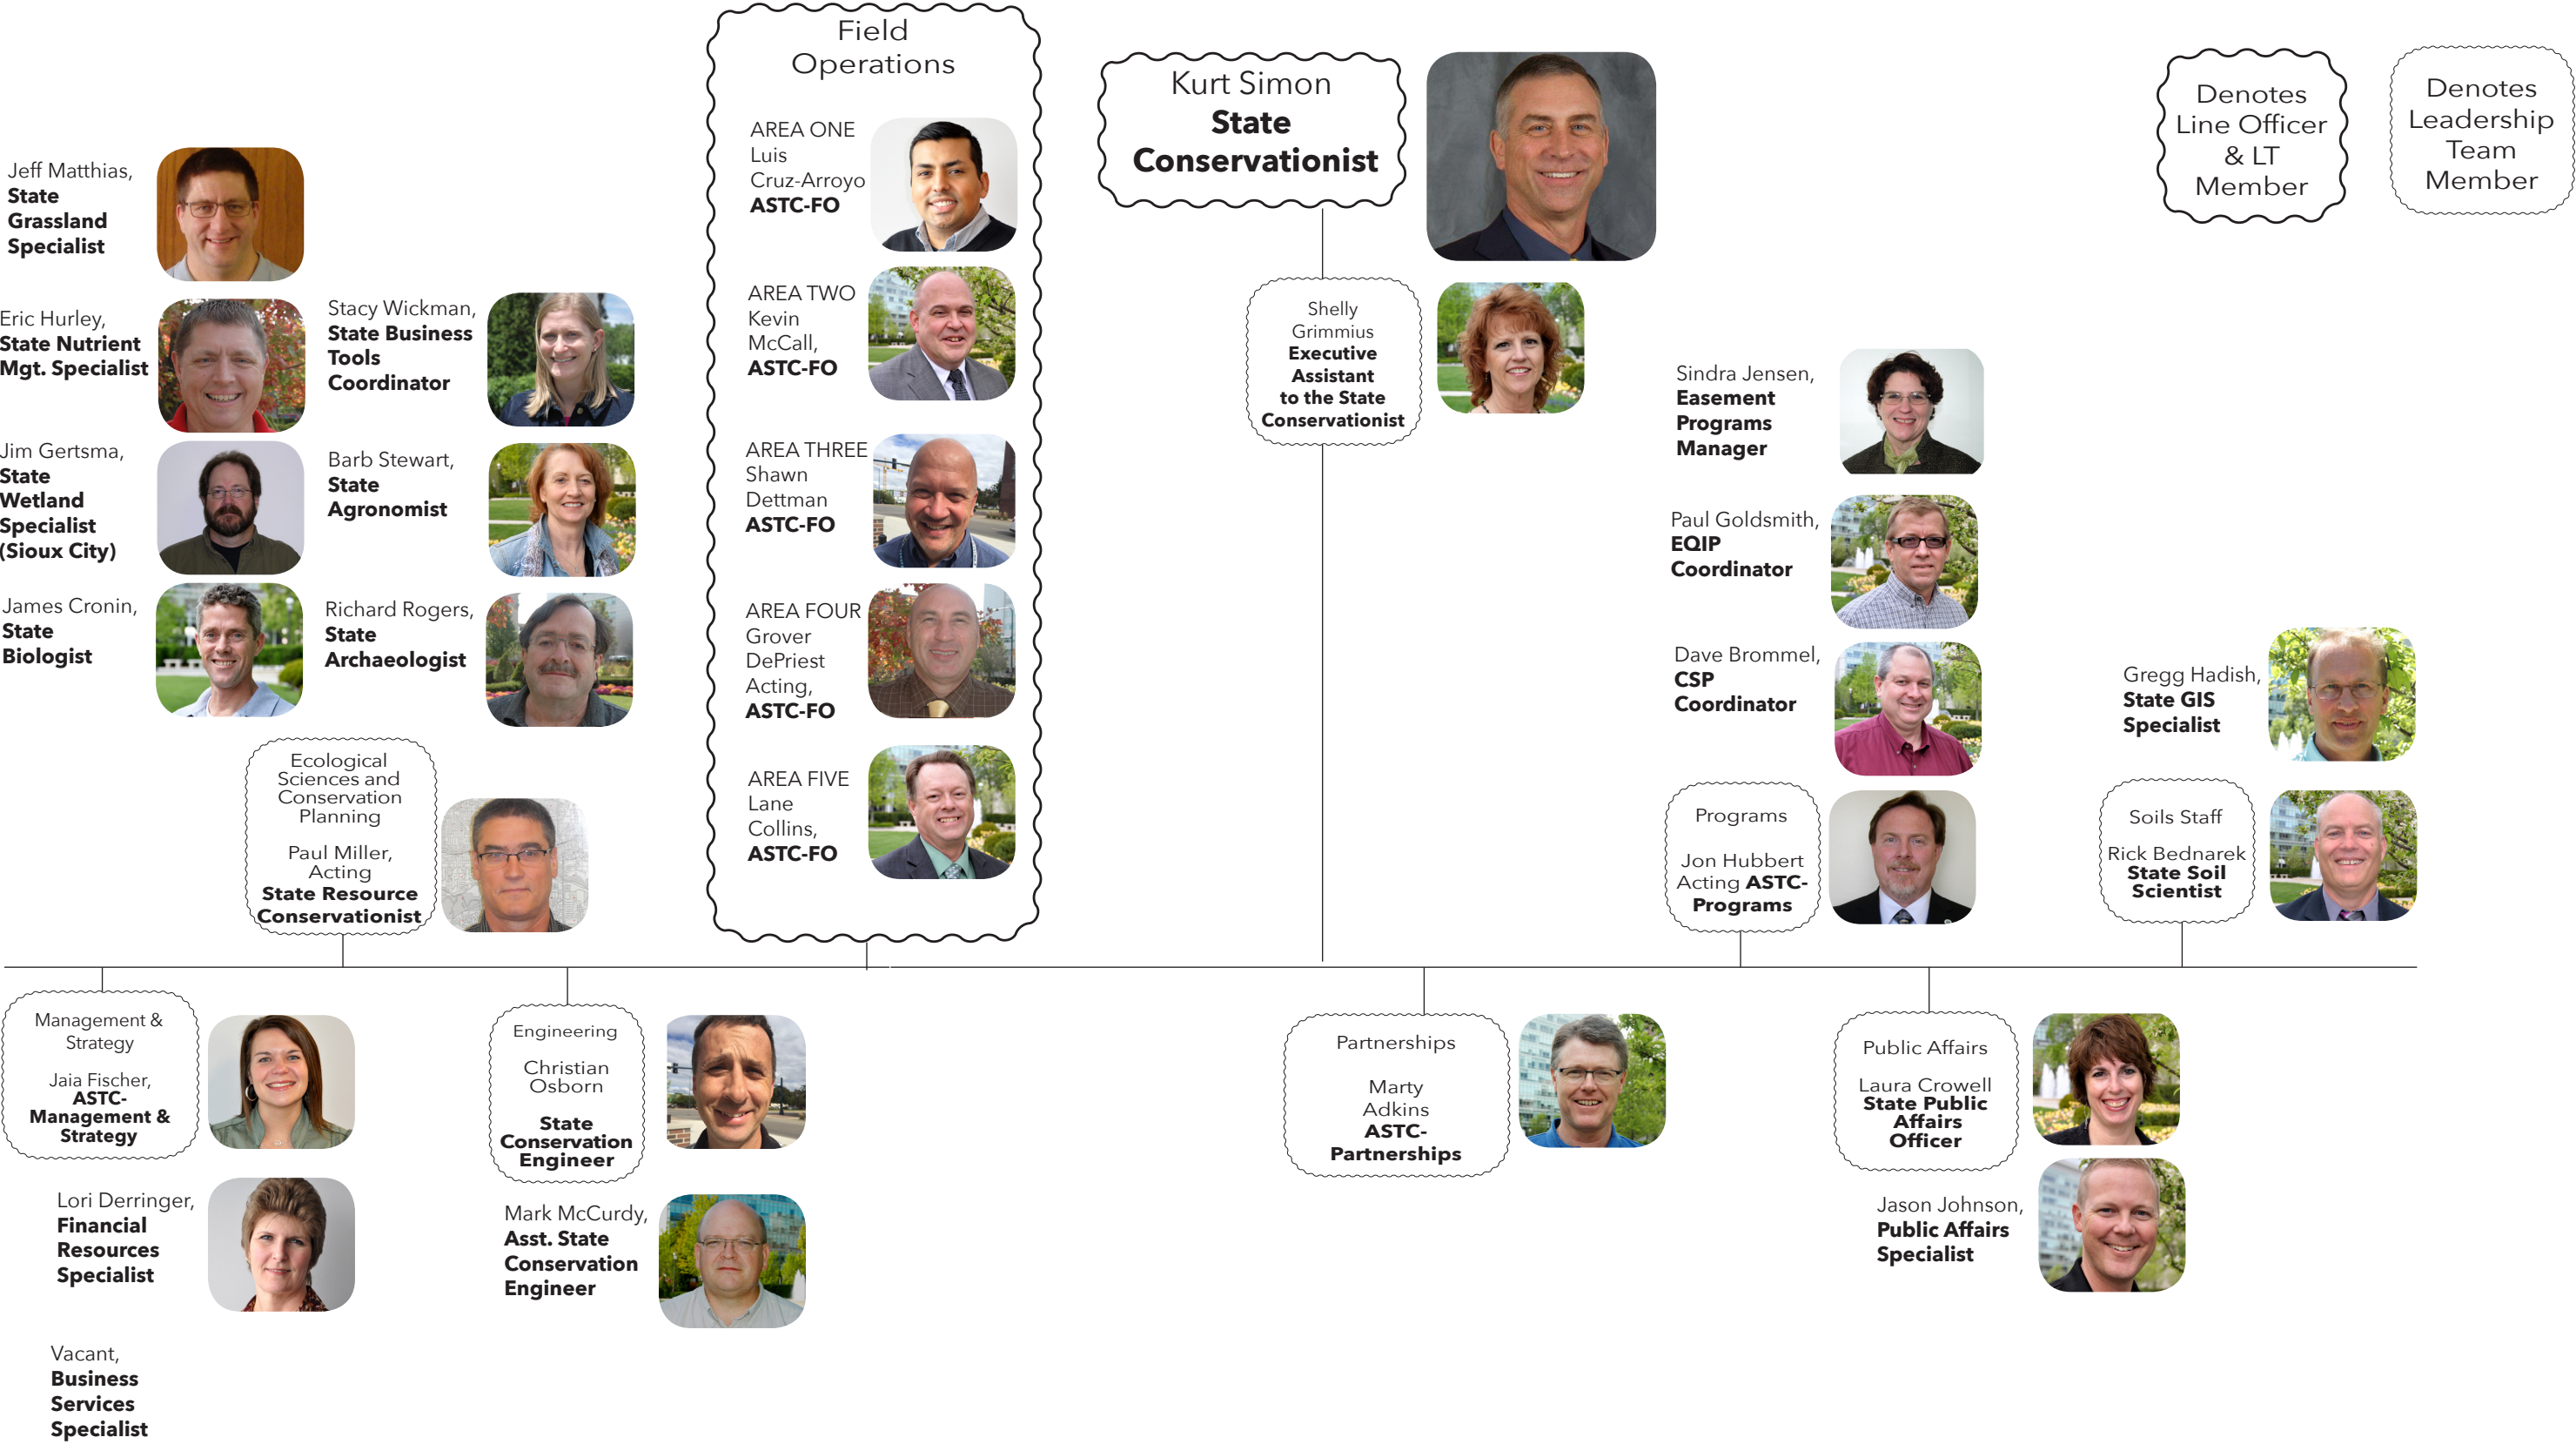 Field
Operations
AREA ONE
Luis
Cruz-Arroyo
ASTC-FO
AREA TWO
Kevin
McCall,
ASTC-FO
AREA THREE
Shawn
Dettman
ASTC-FO
AREA FOUR
Grover
DePriest
Acting,
ASTC-FO
AREA FIVE
Lane
Collins,
ASTC-FO
Kurt Simon
State
Conservationist
Shelly
Grimmius
Executive
Assistant
to the State
Conservationist
Denotes
Line Officer
& LT
Member
Denotes
Leadership
Team
Member
Jeff Matthias,
State
Grassland
Specialist
Eric Hurley,
State Nutrient
Mgt. Specialist
Jim Gertsma,
State
Wetland
Specialist
(Sioux City)
James Cronin,
State
Biologist
Stacy Wickman,
State Business
Tools
Coordinator
Barb Stewart,
State
Agronomist
Richard Rogers,
State
Archaeologist
Ecological
Sciences and
Conservation
Planning
Paul Miller,
Acting
State Resource
Conservationist
Sindra Jensen,
Easement
Programs
Manager
Paul Goldsmith,
EQIP
Coordinator
Dave Brommel,
CSP
Coordinator
Programs
Jon Hubbert
Acting ASTC-
Programs
Gregg Hadish,
State GIS
Specialist
Soils Staff
Rick Bednarek
State Soil
Scientist
Management &
Strategy
Jaia Fischer,
ASTC-
Management &
Strategy
Lori Derringer,
Financial
Resources
Specialist
Vacant,
Business
Services
Specialist
Engineering
Christian
Osborn
State
Conservation
Engineer
Mark McCurdy,
Asst. State
Conservation
Engineer
Partnerships
Marty
Adkins
ASTC-
Partnerships
Public Affairs
Laura Crowell
State Public
Affairs
Officer
Jason Johnson,
Public Affairs
Specialist